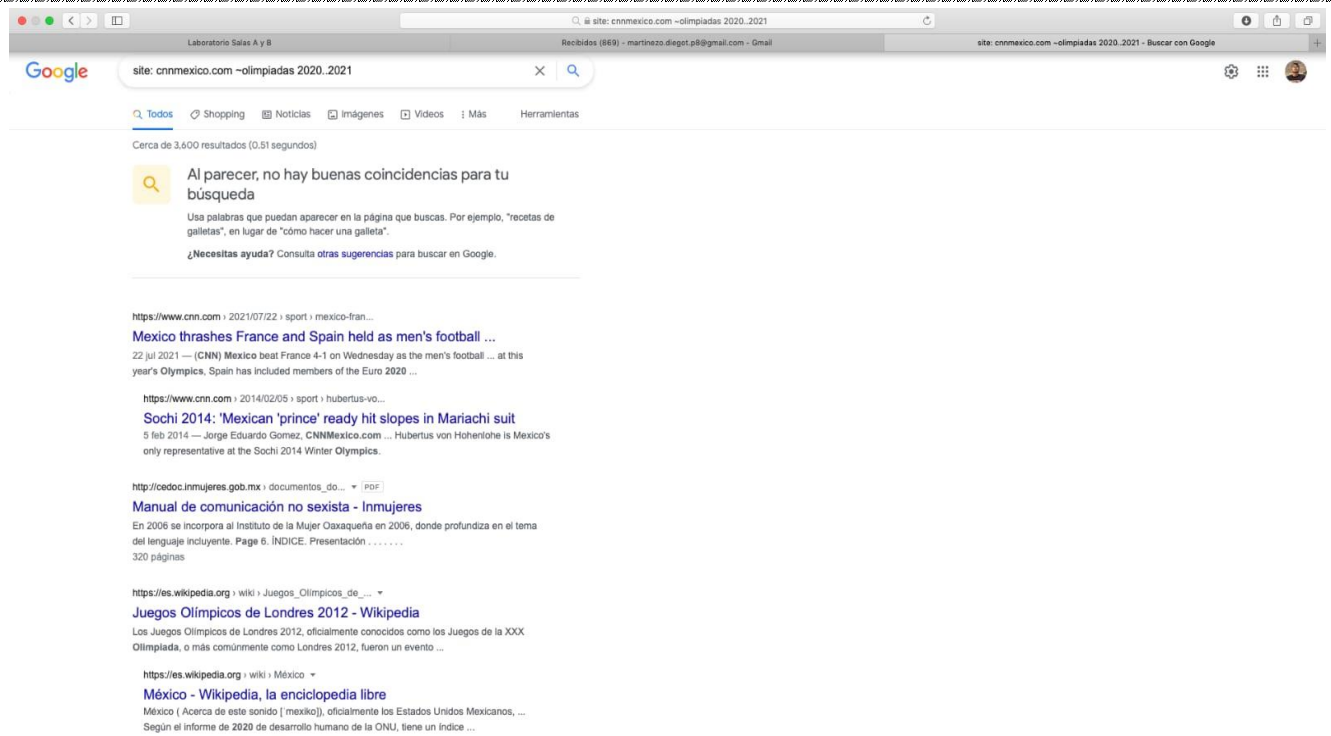 site: cnnmexico.com ~olimpiadas 2020..2021
Laboratorio Salas A y B
Recibidos (869) - martinezo.diegot.p8@gmail.com - Gmail
site: cnnmexico.com ~olimpiadas 2020..2021 - Buscar con Google
Google
site: cnnmexico.com ~olimpiadas 2020..2021
Todos
Shopping
Noticias
Imágenes
Videos
Más
Herramientas
Cerca de 3,600 resultados (0.51 segundos)
Al parecer, no hay buenas coincidencias para tu
búsqueda
Usa palabras que puedan aparecer en la página que buscas. Por ejemplo, "recetas de
galletas", en lugar de "cómo hacer una galleta".
¿Necesitas ayuda? Consulta otras sugerencias para buscar en Google.
https://www.cnn.com › 2021/07/22 › sport › mexico-fran...
Mexico thrashes France and Spain held as men's football ...
22 jul 2021 — (CNN) Mexico beat France 4-1 on Wednesday as the men's football ... at this
year's Olympics, Spain has included members of the Euro 2020 ...
https://www.cnn.com › 2014/02/05 › sport › hubertus-vo...
Sochi 2014: 'Mexican 'prince' ready hit slopes in Mariachi suit
5 feb 2014 — Jorge Eduardo Gomez, CNNMexico.com ... Hubertus von Hohenlohe is Mexico's
only representative at the Sochi 2014 Winter Olympics.
http://cedoc.inmujeres.gob.mx › documentos_do... PDF
Manual de comunicación no sexista - Inmujeres
En 2006 se incorpora al Instituto de la Mujer Oaxaqueña en 2006, donde profundiza en el tema
del lenguaje incluyente. Page 6. ÍNDICE. Presentación . . . . . . .
320 páginas
https://es.wikipedia.org › wiki › Juegos_Olímpicos_de_...
Juegos Olímpicos de Londres 2012 - Wikipedia
Los Juegos Olímpicos de Londres 2012, oficialmente conocidos como los Juegos de la XXX
Olimpiada, o más comúnmente como Londres 2012, fueron un evento ...
https://es.wikipedia.org › wiki › México
México - Wikipedia, la enciclopedia libre
México ( Acerca de este sonido [ˈmexiko]), oficialmente los Estados Unidos Mexicanos, ...
Según el informe de 2020 de desarrollo humano de la ONU, tiene un índice ...